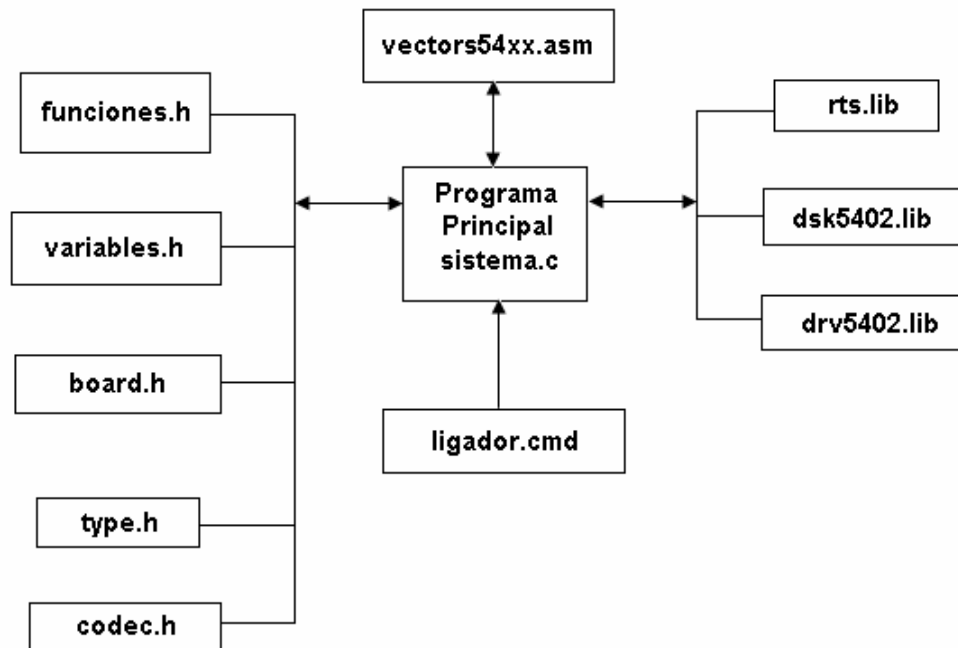 vectors54xx.asm
funciones.h
variables.h
board.h
type.h
codec.h
Programa
Principal
sistema.c
ligador.cmd
rts.lib
dsk5402.lib
drv5402.lib